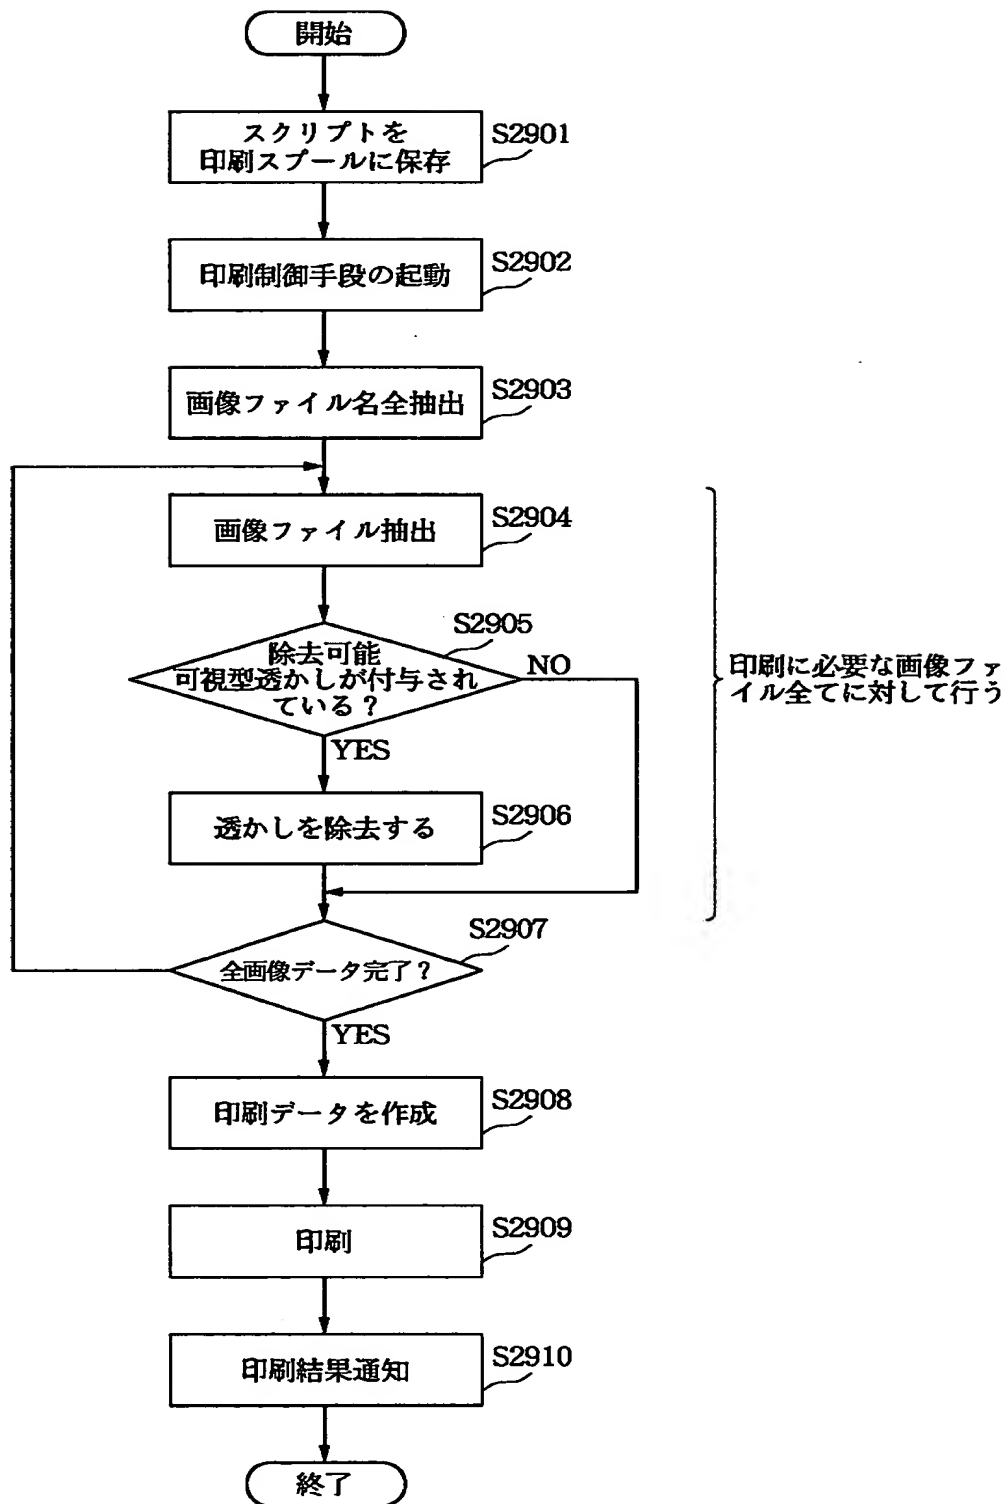 開始
スクリプトを
印刷スプールに保存
S2901
印刷制御手段の起動
S2902
画像ファイル名全抽出
S2903
画像ファイル抽出
S2904
S2905
除去可能
可視型透かしが付与され
ている？
NO
YES
印刷に必要な画像ファ
イル全てに対して行う
透かしを除去する
S2906
S2907
全画像データ完了？
YES
印刷データを作成
S2908
印刷
S2909
印刷結果通知
S2910
終了